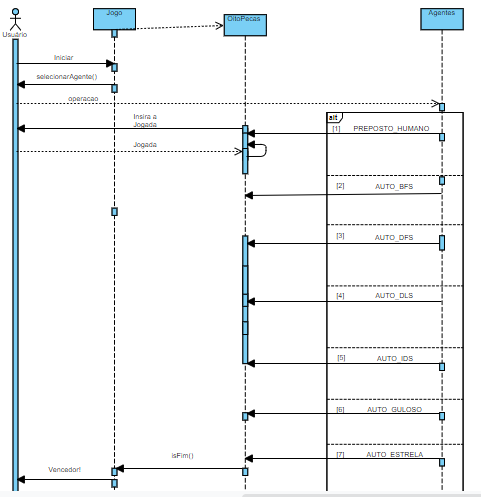 Jogo
OitoPecas
Agentes
Usuário
Iniciar
selecionarAgente()
operacao
alt
Insira a
Jogada
[1] PREPOSTO_HUMANO
Jogada
[2] AUTO_BFS
[3] AUTO_DFS
[4] AUTO_DLS
[5] AUTO_IDS
[6] AUTO_GULOSO
[7] AUTO_ESTRELA
isFIm()
Vencedor!